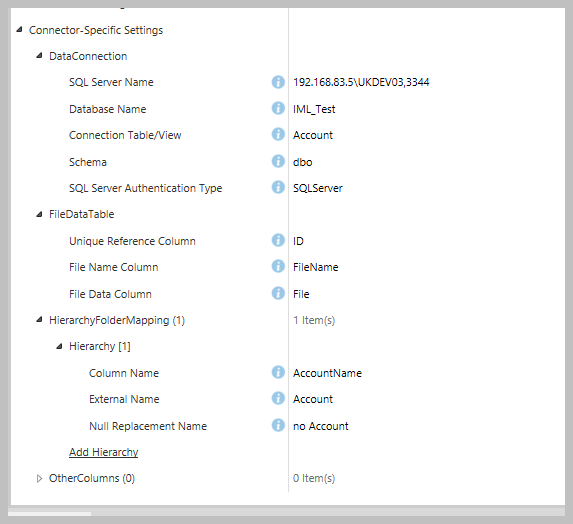 Connector-Specific Settings
DataConnection
SQL Server Name 192.168.83.5\UKDEV03,3344
Database Name IML_Test
Connection Table/View Account
Schema dbo
SQL Server Authentication Type SQLServer
FileDataTable
Unique Reference Column ID
File Name Column FileName
File Data Column File
HierarchyFolderMapping (1) 1 Item(s)
Hierarchy [1]
Column Name AccountName
External Name Account
Null Replacement Name no Account
Add Hierarchy
OtherColumns (0) 0 Item(s)